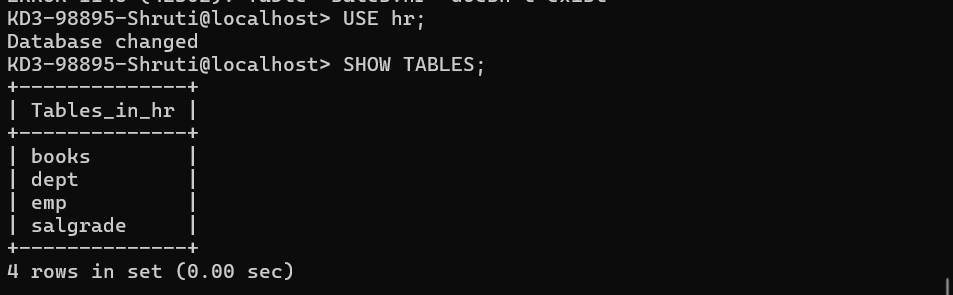 KD3-98895-Shruti@localhost> USE hr;
Database changed
KD3-98895-Shruti@localhost> SHOW TABLES;
+--------------+
| Tables_in_hr |
+--------------+
| books        |
| dept         |
| emp          |
| salgrade     |
+--------------+
4 rows in set (0.00 sec)